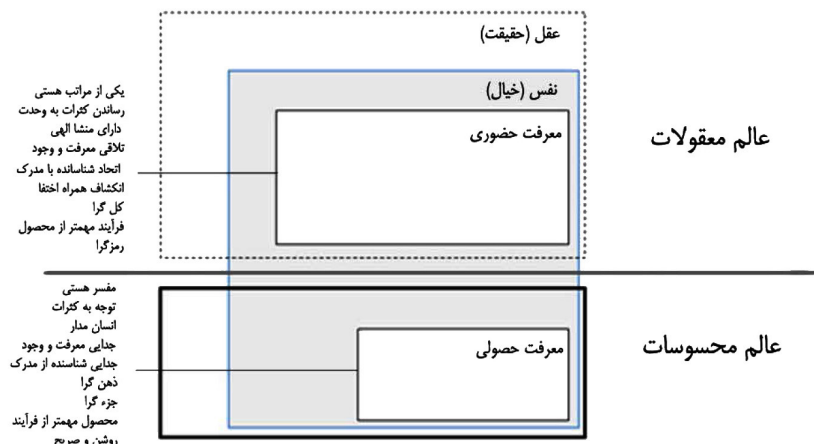 عقل (حقیقت)
نفس (خیال)
معرفت حضوری
عالم معقولات
یکی از مراتب هستی
رساندن کثرات به وحدت
دارای منشا الهی
تلاقی معرفت و وجود
اتحاد شناسانده با مدرک
انکشاف همراه اختفا
کل گرا
فرآیند مهمتر از محصول
رمزگرا
معرفت حصولی
عالم محسوسات
مفسر هستی
توجه به کثرات
انسان مدار
جدایی معرفت و وجود
جدایی شناسنده از مدرک
ذهن گرا
جزء گرا
محصول مهمتر از فرآیند
روشن و صریح